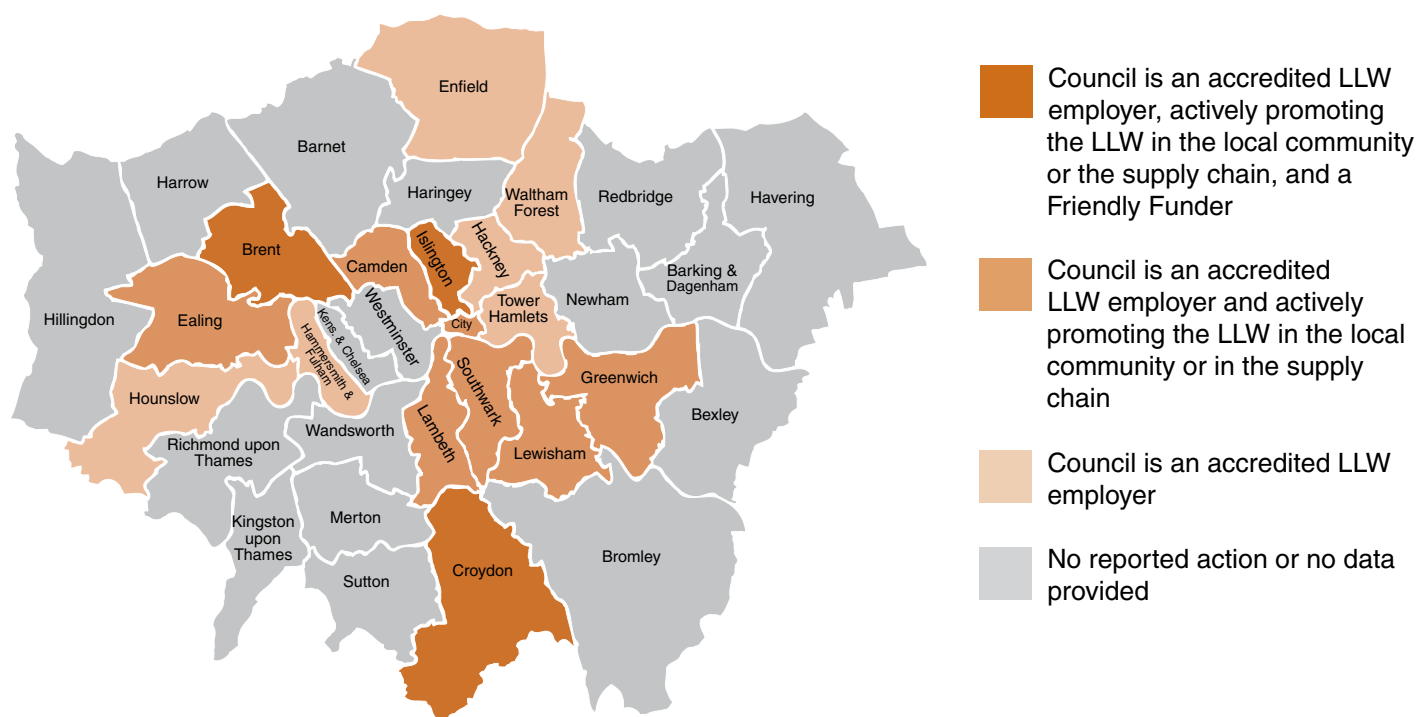 Enfield
Barnet
Harrow
Haringey
Waltham
Forest
Redbridge
Havering
Brent
Islington
Hackney
Camden
Barking &
Dagenham
Newham
Tower
Hamlets
Westminster
Hillingdon
Ealing
City
Kens. & Chelsea
Hammersmith &
Fulham
Greenwich
Southwark
Hounslow
Bexley
Lambeth
Wandsworth
Richmond upon
Thames
Lewisham
Merton
Kingston
upon
Thames
Bromley
Croydon
Sutton
Council is an accredited LLW
employer, actively promoting
the LLW in the local community
or the supply chain, and a
Friendly Funder
Council is an accredited
LLW employer and actively
promoting the LLW in the local
community or in the supply
chain
Council is an accredited LLW
employer
No reported action or no data
provided